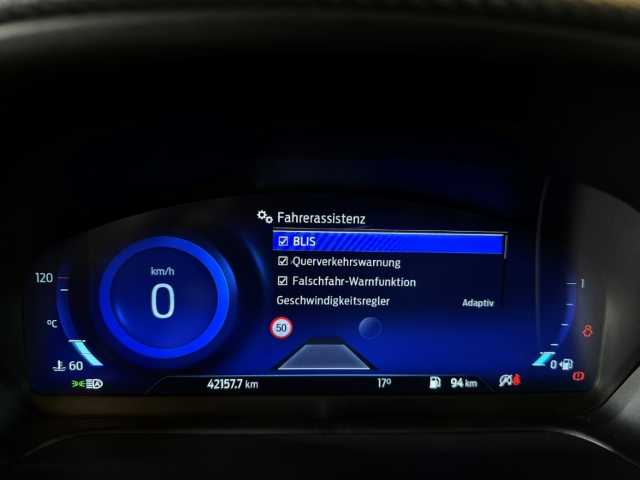 Fahrerassistenz
BLIS
Querverkehrswarnung
Falschfahr-Warnfunktion
Geschwindigkeitsregler Adaptiv
km/h
0
50
120
°C
60
1
0
42157.7 km 17° 94 km